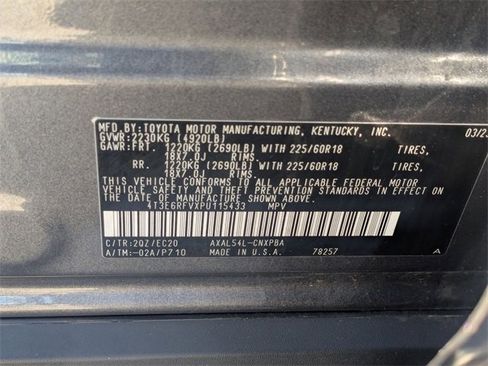 MFD.BY:TOYOTA MOTOR MANUFACTURING, KENTUCKY, INC. 03/23
GVWR:2230KG (4920LB)
GAWR:FRT. 1220KG (2690LB) WITH 225/60R18 TIRES,
18X7.0J RIMS,
RR. 1220KG (2690LB) WITH 225/60R18 TIRES,
18X7.0J RIMS,
THIS VEHICLE CONFORMS TO ALL APPLICABLE FEDERAL MOTOR
VEHICLE SAFETY AND THEFT PREVENTION STANDARDS
IN EFFECT ON THE DATE OF MANUFACTURE SHOWN ABOVE.
4T3E6RFVXPU115433 MPV
C/TR:2QZ/EC20 AXAL54L-CNXPBA
A/TM:-02A/P710 MADE IN U.S.A. 78257 A